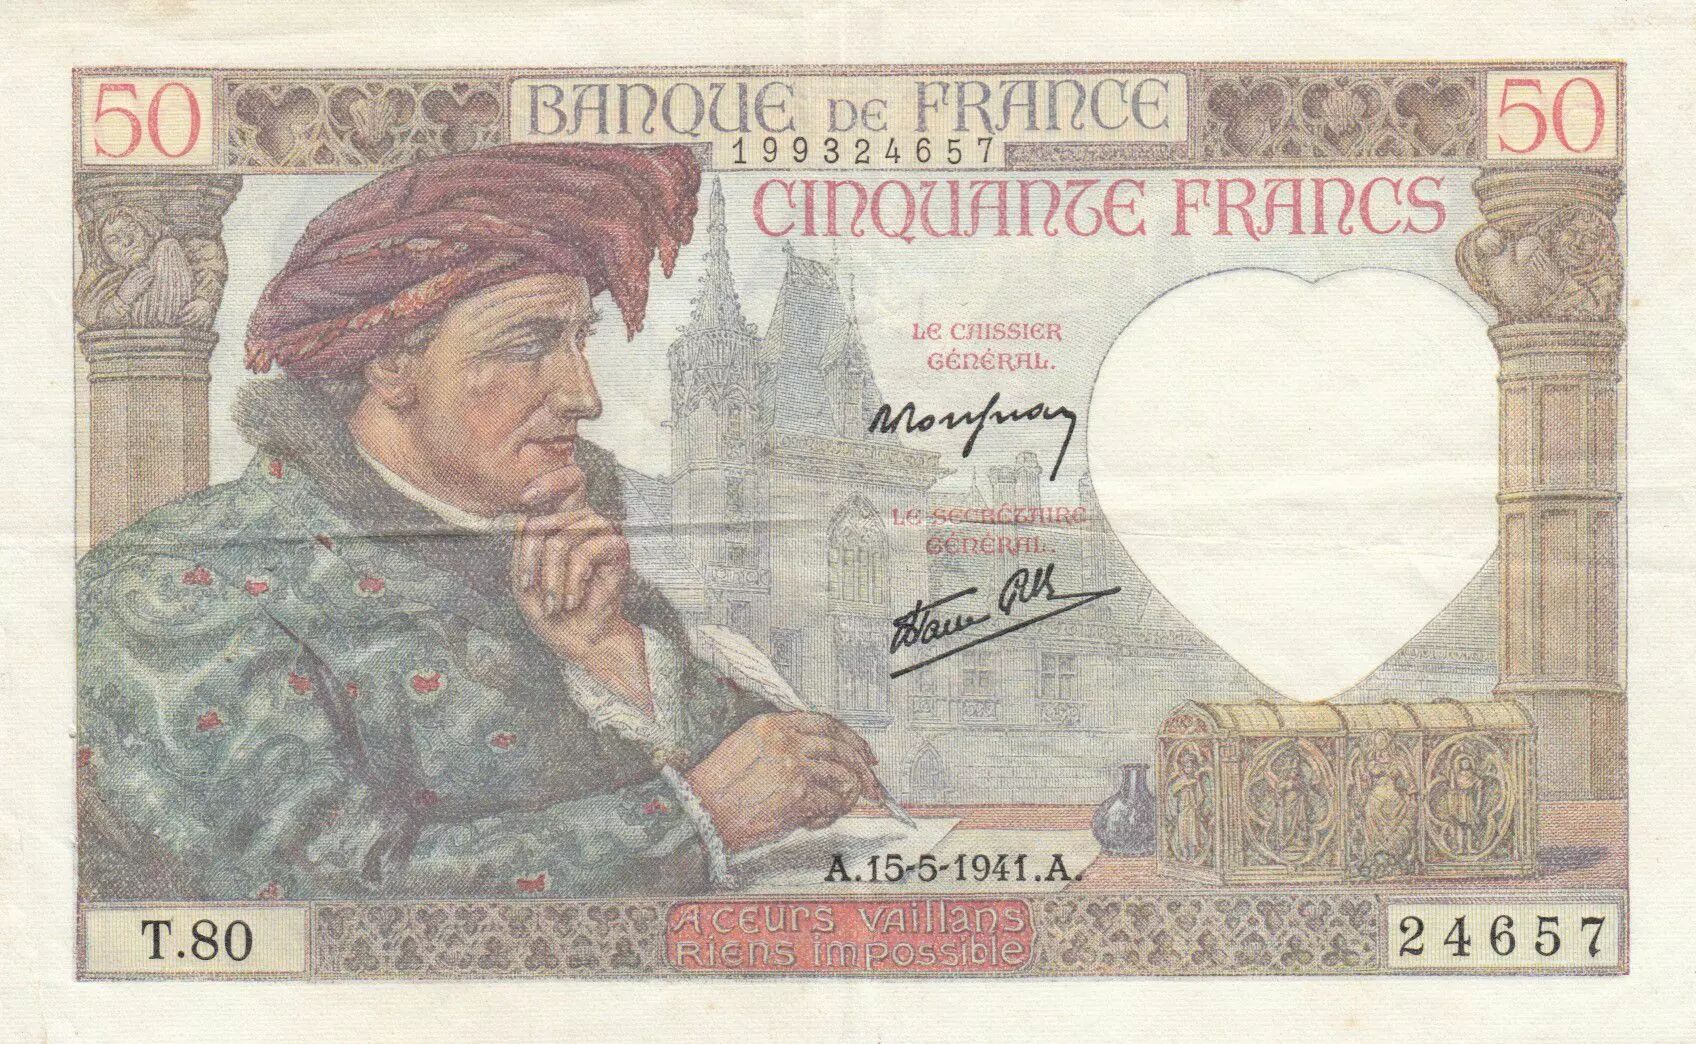 50
BANQUE DE FRANCE
50
199324657
CINQUANTE FRANCS
LE CAISSIER
GÉNÉRAL.
LE SECRÉTAIRE
GÉNÉRAL.
A.15-5-1941.A.
T.80
A CEURS VAILLANS
RIENS IMPOSSIBLE
24657